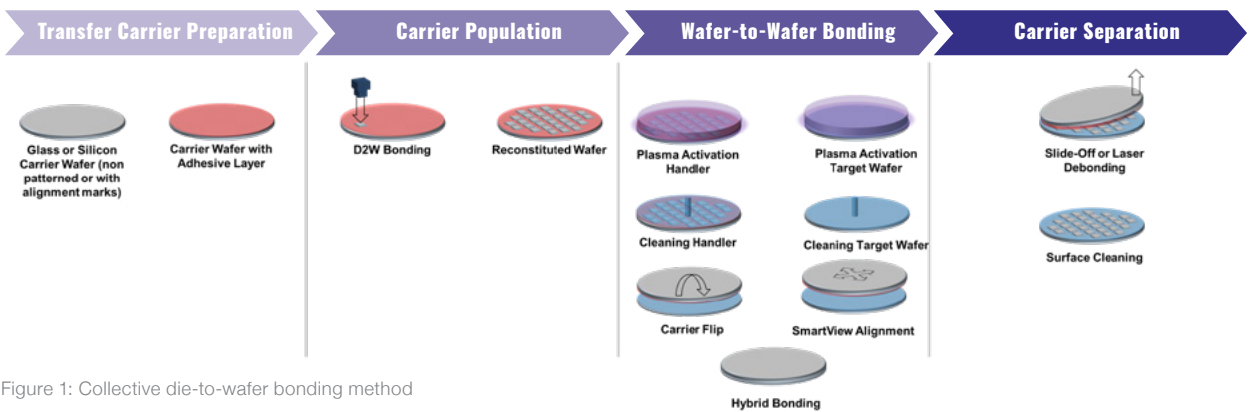 Transfer Carrier Preparation
Carrier Population
Wafer-to-Wafer Bonding
Carrier Separation
Glass or Silicon
Carrier Wafer (non
patterned or with
alignment marks)
Carrier Wafer with
Adhesive Layer
D2W Bonding
Reconstituted Wafer
Plasma Activation
Handler
Plasma Activation
Target Wafer
Cleaning Handler
Cleaning Target Wafer
Carrier Flip
SmartView Alignment
Hybrid Bonding
Slide-Off or Laser
Debonding
Surface Cleaning
Figure 1: Collective die-to-wafer bonding method